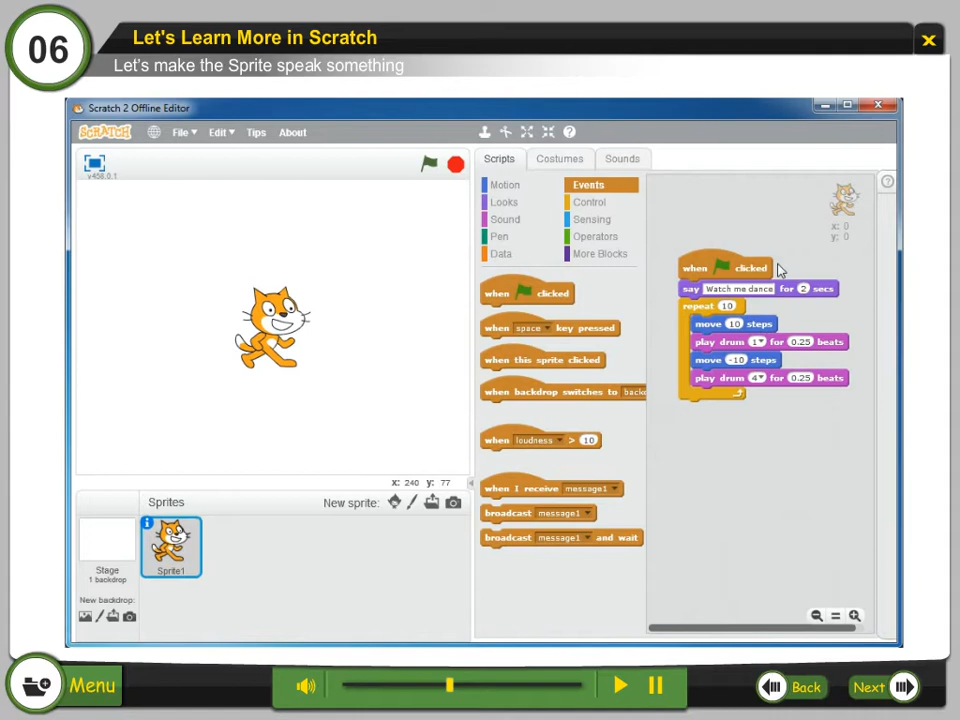 06
Let's Learn More in Scratch
X
Let's make the Sprite speak something
Scratch 2 Offline Editor
SCRATCH
File
Edit
Tips
About
v458.0.1
Scripts
Costumes
Sounds
Motion
Looks
Sound
Pen
Data
Events
Control
Sensing
Operators
More Blocks
when clicked
when space key pressed
when this sprite clicked
when backdrop switches to back
when loudness > 10
when I receive message1
broadcast message1
broadcast message1 and wait
x: 0
y: 0
when clicked
say Watch me dance for 2 secs
repeat 10
move 10 steps
play drum 1 for 0.25 beats
move -10 steps
play drum 4 for 0.25 beats
x: 240 y: 77
Sprites
New sprite:
Stage
1 backdrop
New backdrop:
Sprite1
Menu
Back
Next